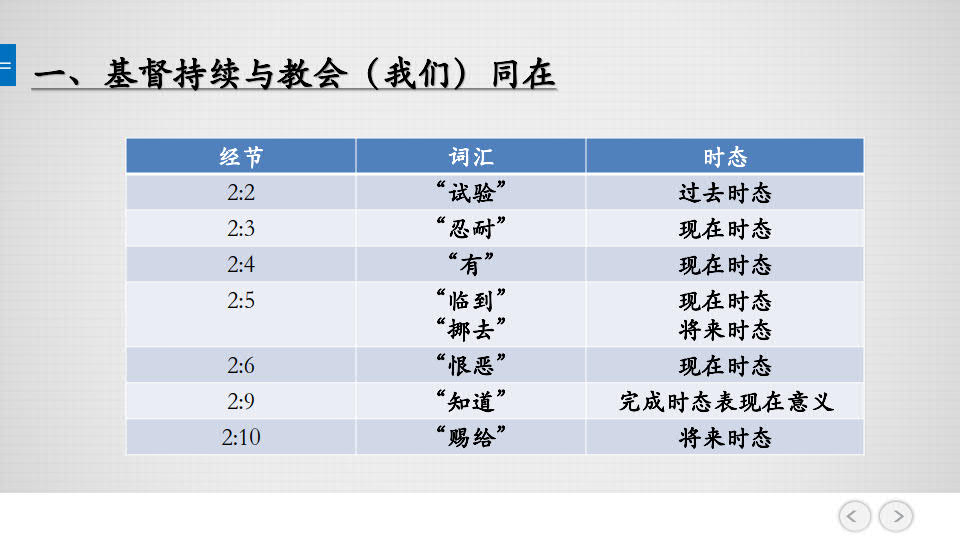 一、基督持续与教会（我们）同在
经节 词汇 时态
2:2 “试验” 过去时态
2:3 “忍耐” 现在时态
2:4 “有” 现在时态
2:5 “临到” 现在时态
“挪去” 将来时态
2:6 “恨恶” 现在时态
2:9 “知道” 完成时态表现在意义
2:10 “赐给” 将来时态